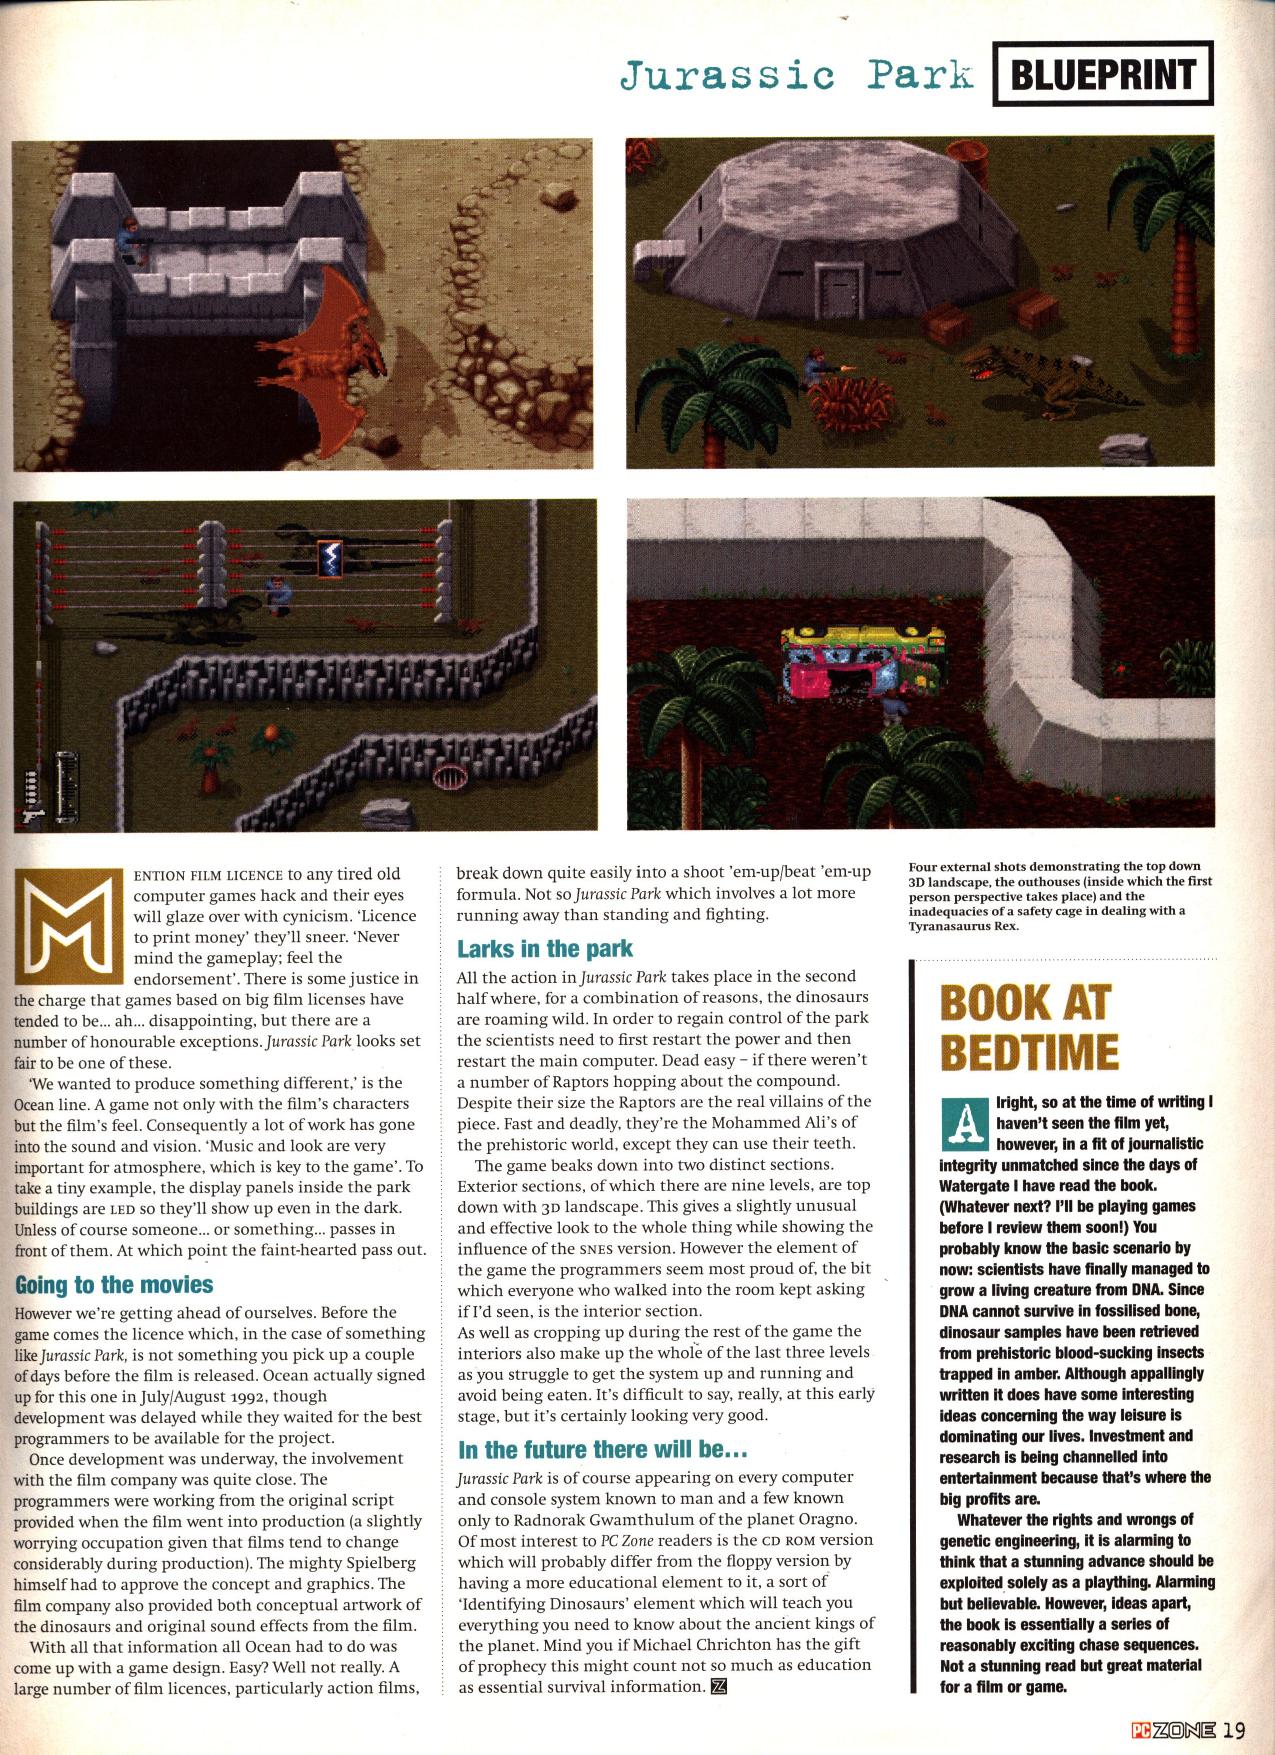 Jurassic Park BLUEPRINT
MENTION FILM LICENCE to any tired old
computer games hack and their eyes
will glaze over with cynicism. ‘Licence
to print money’ they’ll sneer. ‘Never
mind the gameplay; feel the
endorsement’. There is some justice in
the charge that games based on big film licenses have
tended to be... ah... disappointing, but there are a
number of honourable exceptions. Jurassic Park looks set
fair to be one of these.
‘We wanted to produce something different,’ is the
Ocean line. A game not only with the film’s characters
but the film’s feel. Consequently a lot of work has gone
into the sound and vision. ‘Music and look are very
important for atmosphere, which is key to the game’. To
take a tiny example, the display panels inside the park
buildings are LED so they’ll show up even in the dark.
Unless of course someone... or something... passes in
front of them. At which point the faint-hearted pass out.
Going to the movies
However we’re getting ahead of ourselves. Before the
game comes the licence which, in the case of something
like Jurassic Park, is not something you pick up a couple
of days before the film is released. Ocean actually signed
up for this one in July/August 1992, though
development was delayed while they waited for the best
programmers to be available for the project.
Once development was underway, the involvement
with the film company was quite close. The
programmers were working from the original script
provided when the film went into production (a slightly
worrying occupation given that films tend to change
considerably during production). The mighty Spielberg
himself had to approve the concept and graphics. The
film company also provided both conceptual artwork of
the dinosaurs and original sound effects from the film.
With all that information all Ocean had to do was
come up with a game design. Easy? Well not really. A
large number of film licences, particularly action films,
break down quite easily into a shoot ’em-up/beat ’em-up
formula. Not so Jurassic Park which involves a lot more
running away than standing and fighting.
Larks in the park
All the action in Jurassic Park takes place in the second
half where, for a combination of reasons, the dinosaurs
are roaming wild. In order to regain control of the park
the scientists need to first restart the power and then
restart the main computer. Dead easy – if there weren’t
a number of Raptors hopping about the compound.
Despite their size the Raptors are the real villains of the
piece. Fast and deadly, they’re the Mohammed Ali’s of
the prehistoric world, except they can use their teeth.
The game beaks down into two distinct sections.
Exterior sections, of which there are nine levels, are top
down with 3D landscape. This gives a slightly unusual
and effective look to the whole thing while showing the
influence of the SNES version. However the element of
the game the programmers seem most proud of, the bit
which everyone who walked into the room kept asking
if I’d seen, is the interior section.
As well as cropping up during the rest of the game the
interiors also make up the whole of the last three levels
as you struggle to get the system up and running and
avoid being eaten. It’s difficult to say, really, at this early
stage, but it’s certainly looking very good.
In the future there will be...
Jurassic Park is of course appearing on every computer
and console system known to man and a few known
only to Radnorak Gwamthulum of the planet Oragno.
Of most interest to PC Zone readers is the CD ROM version
which will probably differ from the floppy version by
having a more educational element to it, a sort of
‘Identifying Dinosaurs’ element which will teach you
everything you need to know about the ancient kings of
the planet. Mind you if Michael Chrichton has the gift
of prophecy this might count not so much as education
as essential survival information. Z
Four external shots demonstrating the top down
3D landscape, the outhouses (inside which the first
person perspective takes place) and the
inadequacies of a safety cage in dealing with a
Tyranasaurus Rex.
BOOK AT
BEDTIME
Alright, so at the time of writing I
haven’t seen the film yet,
however, in a fit of journalistic
integrity unmatched since the days of
Watergate I have read the book.
(Whatever next? I’ll be playing games
before I review them soon!) You
probably know the basic scenario by
now: scientists have finally managed to
grow a living creature from DNA. Since
DNA cannot survive in fossilised bone,
dinosaur samples have been retrieved
from prehistoric blood-sucking insects
trapped in amber. Although appallingly
written it does have some interesting
ideas concerning the way leisure is
dominating our lives. Investment and
research is being channelled into
entertainment because that’s where the
big profits are.
Whatever the rights and wrongs of
genetic engineering, it is alarming to
think that a stunning advance should be
exploited solely as a plaything. Alarming
but believable. However, ideas apart,
the book is essentially a series of
reasonably exciting chase sequences.
Not a stunning read but great material
for a film or game.
PC ZONE 19